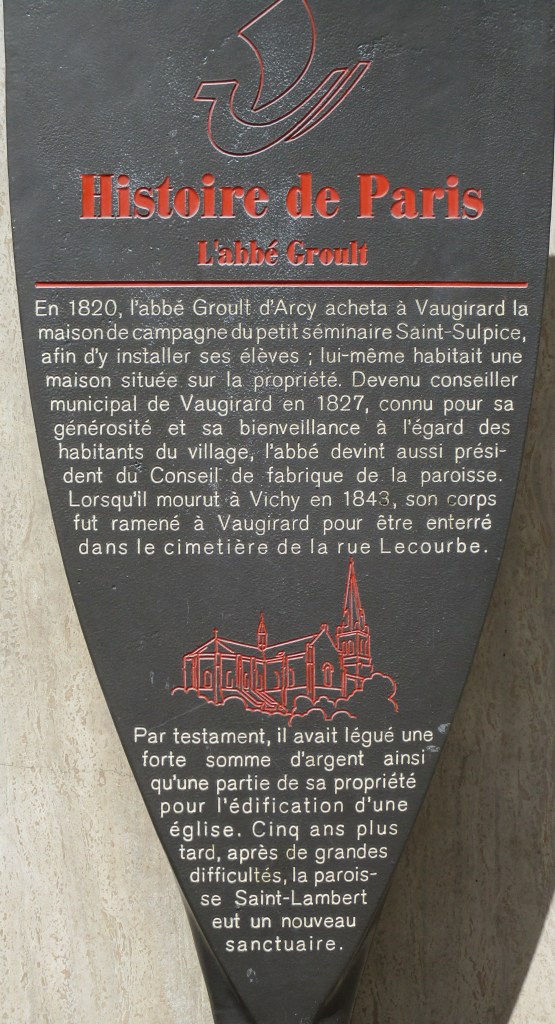 Histoire de Paris
L'abbé Groult
En 1820, l'abbé Groult d'Arcy acheta à Vaugirard la
maison de campagne du petit séminaire Saint-Sulpice,
afin d'y installer ses élèves ; lui-même habitait une
maison située sur la propriété. Devenu conseiller
municipal de Vaugirard en 1827, connu pour sa
générosité et sa bienveillance à l'égard des
habitants du village, l'abbé devint aussi prési-
dent du Conseil de fabrique de la paroisse.
Lorsqu'il mourut à Vichy en 1843, son corps
fut ramené à Vaugirard pour être enterré
dans le cimetière de la rue Lecourbe.
Par testament, il avait légué une
forte somme d'argent ainsi
qu'une partie de sa propriété
pour l'édification d'une
église. Cinq ans plus
tard, après de grandes
difficultés, la parois-
se Saint-Lambert
eut un nouveau
sanctuaire.